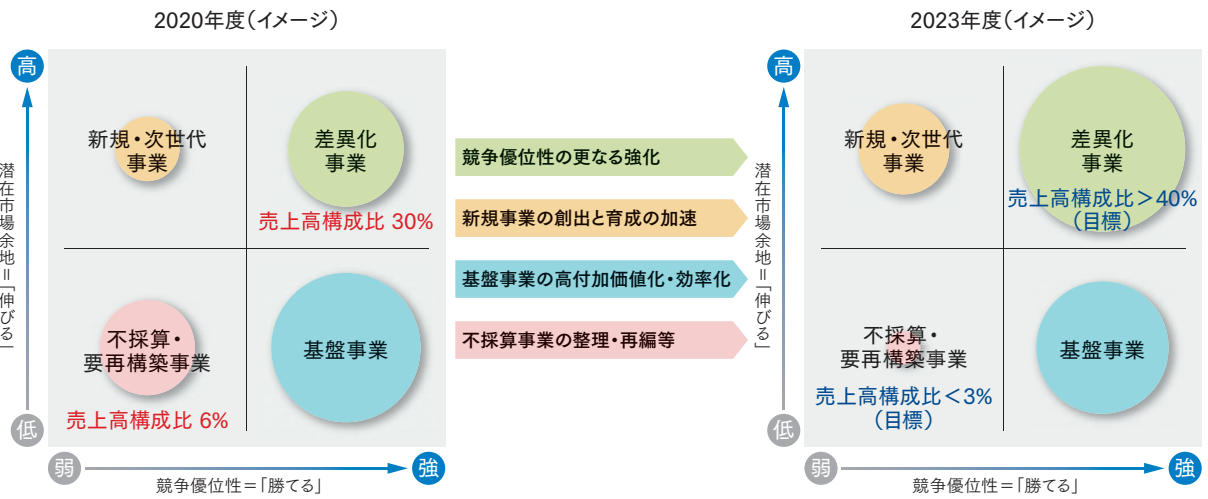 2020年度(イメージ)
高
新規・次世代
事業
差異化
事業
売上高構成比 30%
潜在市場余地＝「伸びる」
不採算・
要再構築事業
基盤事業
売上高構成比 6%
低
弱
強
競争優位性＝「勝てる」
競争優位性の更なる強化
新規事業の創出と育成の加速
基盤事業の高付加価値化・効率化
不採算事業の整理・再編等
2023年度(イメージ)
高
新規・次世代
事業
差異化
事業
売上高構成比＞40%
(目標)
潜在市場余地＝「伸びる」
不採算・
要再構築事業
基盤事業
売上高構成比＜3%
(目標)
低
弱
強
競争優位性＝「勝てる」